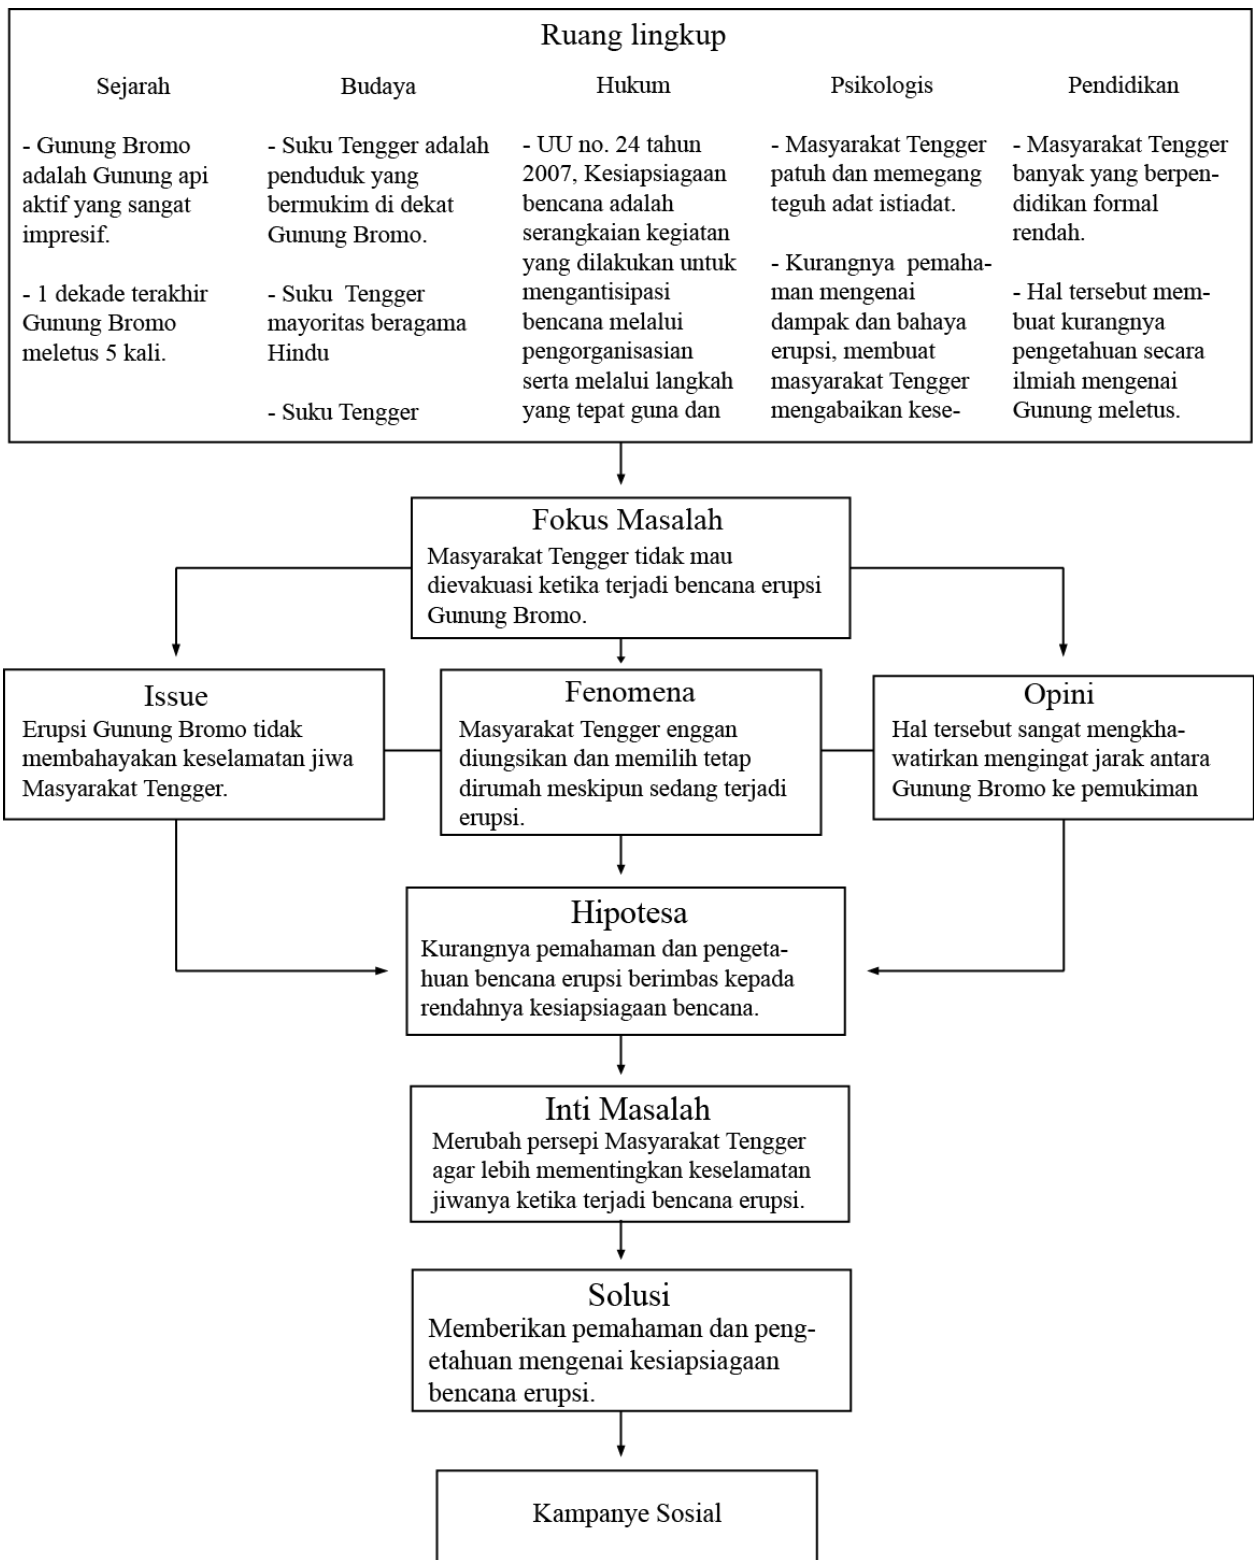 Ruang lingkup
Sejarah
- Gunung Bromo
adalah Gunung api
aktif yang sangat
impresif.
- 1 dekade terakhir
Gunung Bromo
meletus 5 kali.
Budaya
- Suku Tengger adalah
penduduk yang
bermukim di dekat
Gunung Bromo.
- Suku Tengger
mayoritas beragama
Hindu
- Suku Tengger
Hukum
- UU no. 24 tahun
2007, Kesiapsiagaan
bencana adalah
serangkaian kegiatan
yang dilakukan untuk
mengantisipasi
bencana melalui
pengorganisasian
serta melalui langkah
yang tepat guna dan
Psikologis
- Masyarakat Tengger
patuh dan memegang
teguh adat istiadat.
- Kurangnya pemaha-
man mengenai
dampak dan bahaya
erupsi, membuat
masyarakat Tengger
mengabaikan kese-
Pendidikan
- Masyarakat Tengger
banyak yang berpen-
didikan formal
rendah.
- Hal tersebut mem-
buat kurangnya
pengetahuan secara
ilmiah mengenai
Gunung meletus.
Fokus Masalah
Masyarakat Tengger tidak mau
dievakuasi ketika terjadi bencana erupsi
Gunung Bromo.
Issue
Erupsi Gunung Bromo tidak
membahayakan keselamatan jiwa
Masyarakat Tengger.
Fenomena
Masyarakat Tengger enggan
diungsikan dan memilih tetap
dirumah meskipun sedang terjadi
erupsi.
Opini
Hal tersebut sangat mengkha-
watirkan mengingat jarak antara
Gunung Bromo ke pemukiman
Hipotesa
Kurangnya pemahaman dan pengeta-
huan bencana erupsi berimbas kepada
rendahnya kesiapsiagaan bencana.
Inti Masalah
Merubah persepi Masyarakat Tengger
agar lebih mementingkan keselamatan
jiwanya ketika terjadi bencana erupsi.
Solusi
Memberikan pemahaman dan peng-
etahuan mengenai kesiapsiagaan
bencana erupsi.
Kampanye Sosial